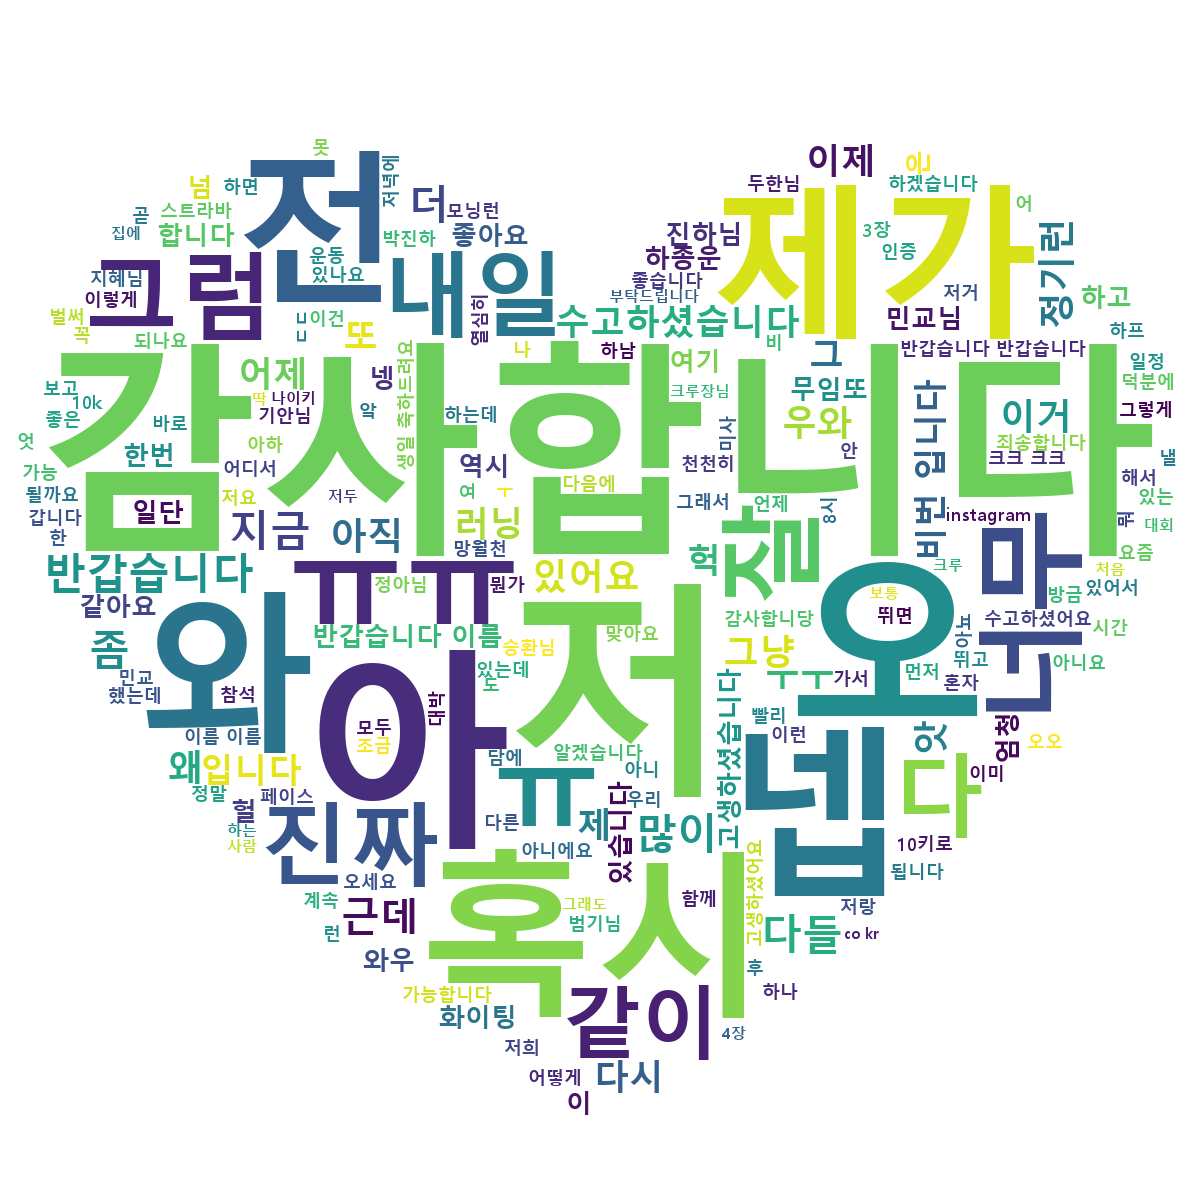 못
전
저녁에
이제
은
넘
하면
더
모닝런
두한님
하겠습니다
제가
어
곧
스트라바
집에
합니다
박진하
좋아요
진하님
3장
정기런
그럼
운동
있나요
내일
하종운
인증
지혜님
이렇게
좋습니다
부탁드립니다
저거
하고
벌써
꼭
ㄷㄷ
이건
열심히
수고하셨습니다
민교님
하프
되나요
또
생일 축하드려요
나
하남
여기
비
그
반갑습니다 반갑습니다
일정
감사합니다
어제
넹
크루장님
무임또
덕분에
보고
좋은
10k
딱
나이키
기안님
앜
하는데
미사
우와
비번 입니다
이거
그렇게
엇
바로
한번
아하
역시
천천히
안
죄송합니다
크크 크크
낼
가능
될까요
어디서
저요
저두
여
ㅜ
다음에
그래서
언제
8시
해서
있는
갑니다
한
일단
지금
아직
러닝
잘
instagram
뭐
대회
망월천
헉
너무
요즘
반갑습니다
ㅠㅠ
정아님
뭔가
있어요
오
크루
처음
같아요
와
저
감사합니당
보통
뛰면
방금
있어서
수고하셨어요
시간
좀
반갑습니다 이름
승환님
맞아요
그냥
아뇨
아니요
민교
했는데
참석
아
있는데
도
ㅜㅜ
가서
먼저
뛰고
혼자
이름 이름
모두
조금
대박
고생하셨습니다
빨리
이런
앗
엄청
오오
왜
입니다
담에
알겠습니다
아니
넵
다
이미
정말
헐
페이스
ㅠ
우리
하는
사람
진짜
다른
제
있습니다
많이
아니에요
10키로
오세요
혹시
고생하셨어요
됩니다
계속
근데
그래도
함께
저랑
런
범기님
다들
co kr
와우
후
가능합니다
같이
하나
화이팅
4장
저희
어떻게
다시
이